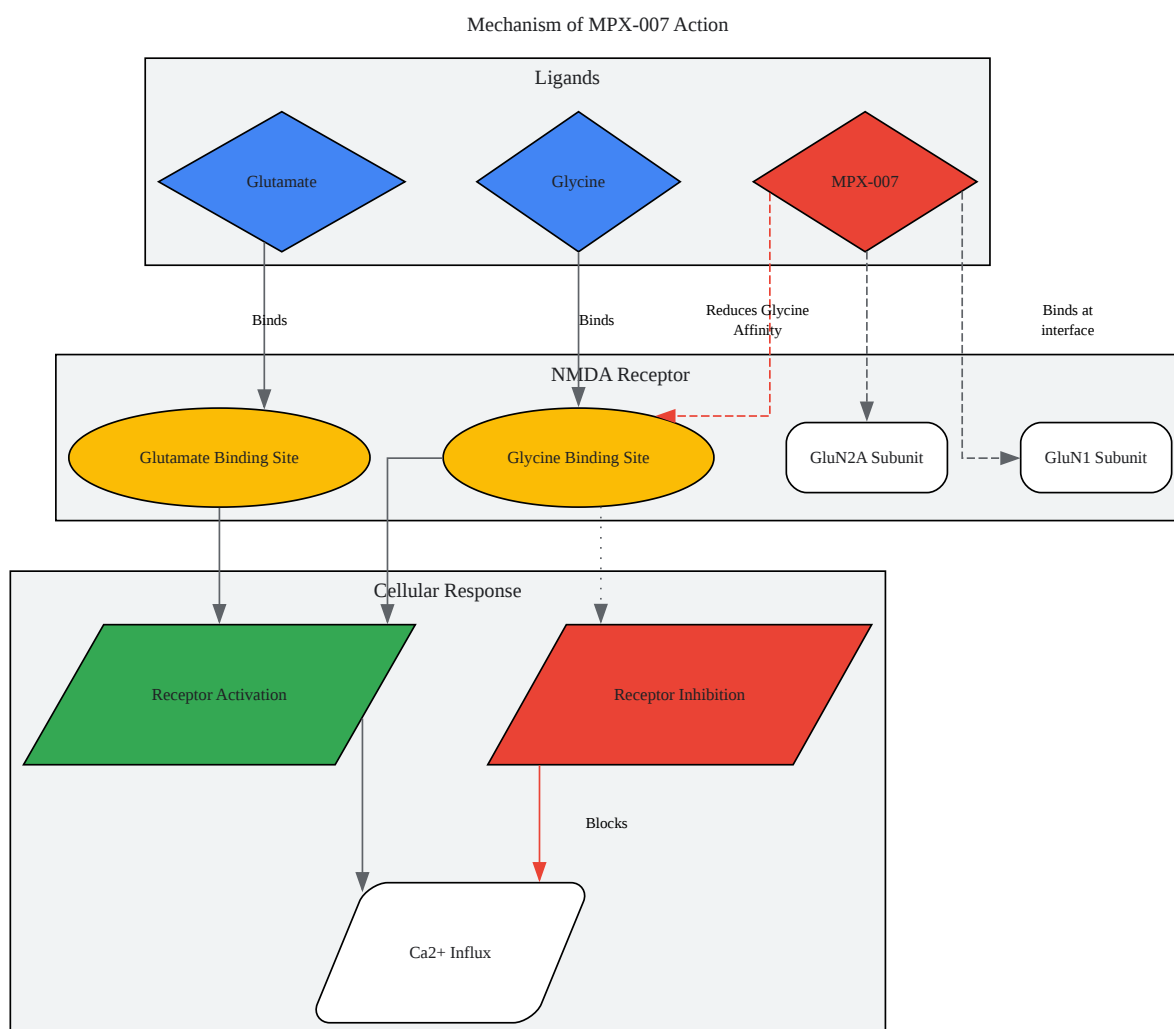 Mechanism of MPX-007 Action
Ligands
Glutamate
Glycine
MPX-007
Binds
Binds
Reduces Glycine
Affinity
Binds at
interface
NMDA Receptor
Glutamate Binding Site
Glycine Binding Site
GluN2A Subunit
GluN1 Subunit
Cellular Response
Receptor Activation
Receptor Inhibition
Blocks
Ca2+ Influx